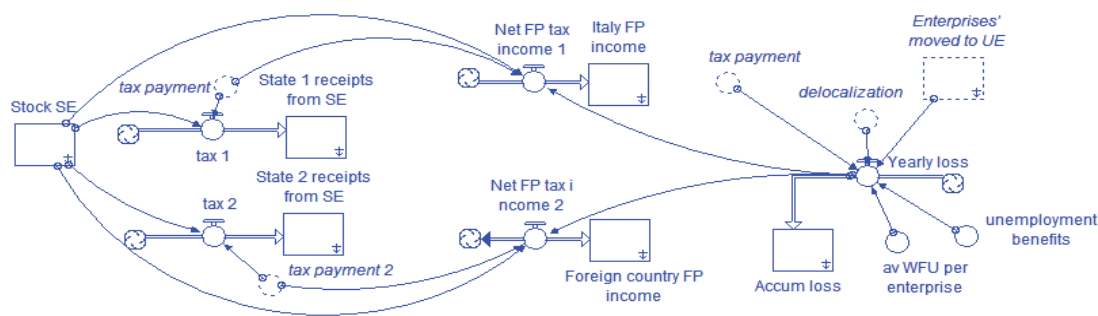 Stock SE
tax payment
State 1 receipts
from SE
tax 1
State 2 receipts
from SE
tax 2
tax payment 2
Net FP tax
income 1
Italy FP
income
Net FP tax i
ncome 2
Foreign country FP
income
tax payment
Enterprises'
moved to UE
delocalization
Yearly loss
Accum loss
av WFU per
enterprise
unemployment
benefits